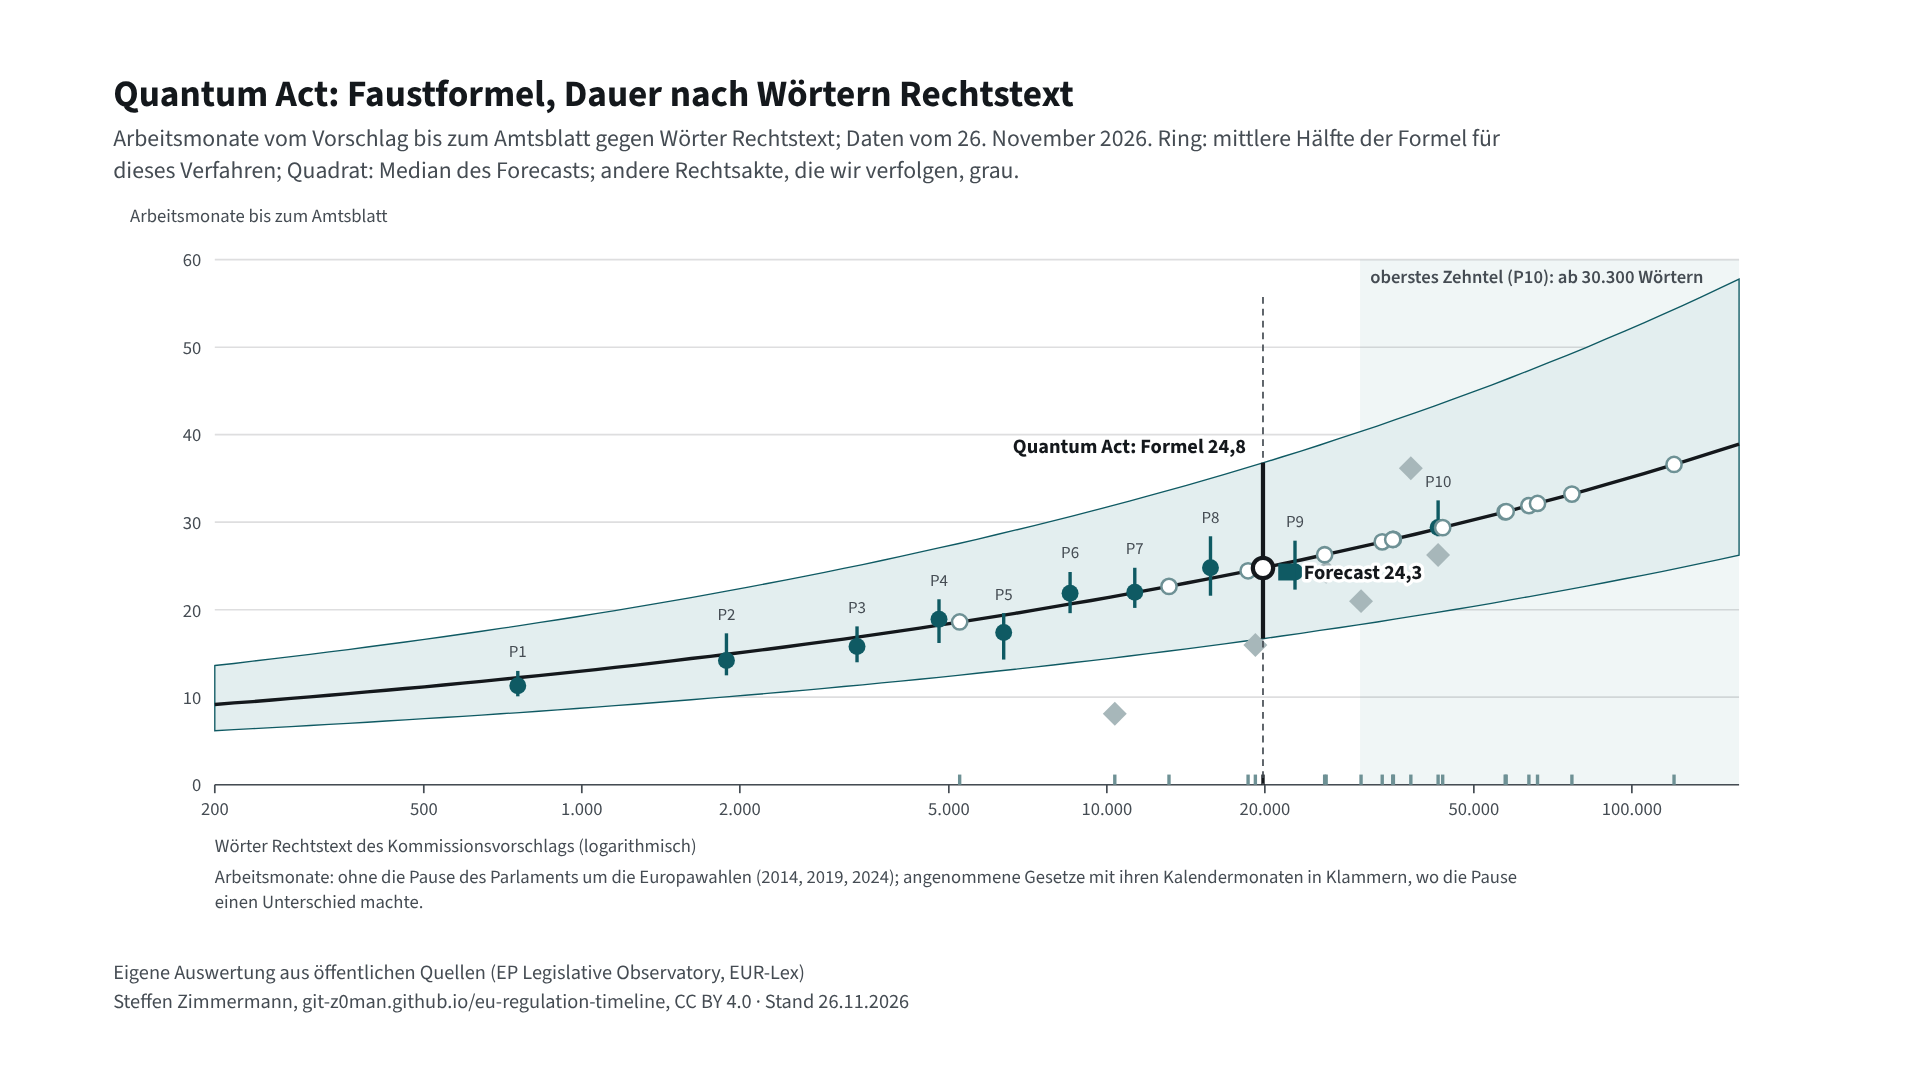 Quantum Act: Faustformel, Dauer nach Wörtern Rechtstext
Arbeitsmonate vom Vorschlag bis zum Amtsblatt gegen Wörter Rechtstext; Daten vom 26. November 2026. Ring: mittlere Hälfte der Formel für
dieses Verfahren; Quadrat: Median des Forecasts; andere Rechtsakte, die wir verfolgen, grau.
Arbeitsmonate bis zum Amtsblatt
60
oberstes Zehntel (P10): ab 30.300 Wörtern
50
40
Quantum Act: Formel 24,8
P10
30
P8
P9
P6
P7
Forecast 24,3
P4
P5
20
P3
P2
P1
10
0
200
500
1.000
2.000
5.000
10.000
20.000
50.000
100.000
Wörter Rechtstext des Kommissionsvorschlags (logarithmisch)
Arbeitsmonate: ohne die Pause des Parlaments um die Europawahlen (2014, 2019, 2024); angenommene Gesetze mit ihren Kalendermonaten in Klammern, wo die Pause
einen Unterschied machte.
Eigene Auswertung aus öffentlichen Quellen (EP Legislative Observatory, EUR-Lex)
Steffen Zimmermann, git-z0man.github.io/eu-regulation-timeline, CC BY 4.0 · Stand 26.11.2026